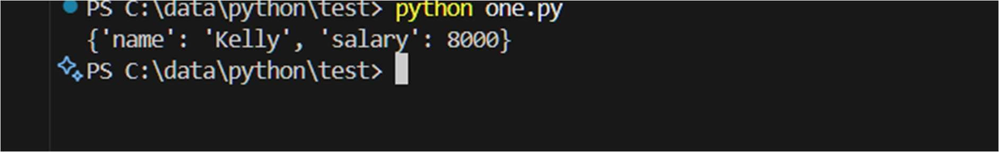 PS C:\data\python\test> python one.py
{'name': 'Kelly', 'salary': 8000}
PS C:\data\python\test>